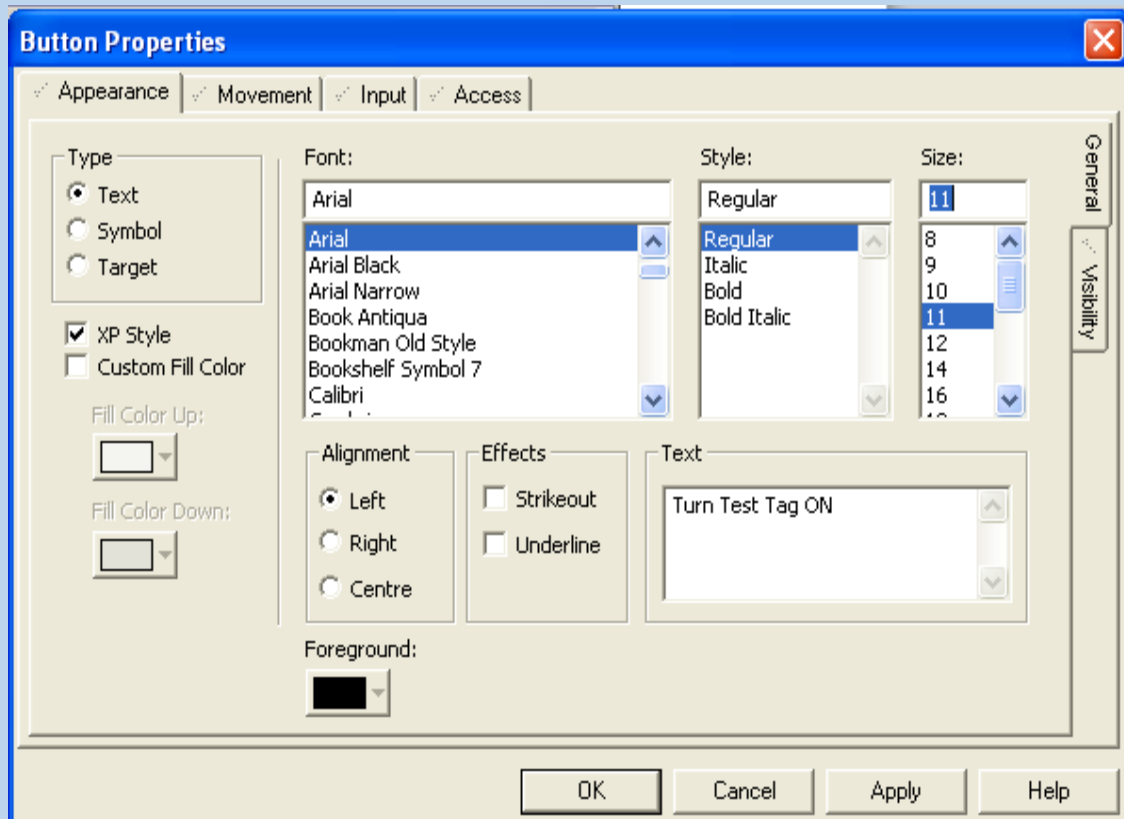 Button Properties
Appearance Movement Input Access
General
Visibility
Type
Text
Symbol
Target
XP Style
Custom Fill Color
Fill Color Up:
Fill Color Down:
Font:
Arial
Arial
Arial Black
Arial Narrow
Book Antiqua
Bookman Old Style
Bookshelf Symbol 7
Calibri
Style:
Regular
Regular
Italic
Bold
Bold Italic
Size:
11
8
9
10
11
12
14
16
Alignment
Left
Right
Centre
Effects
Strikeout
Underline
Text
Turn Test Tag ON
Foreground:
OK Cancel Apply Help